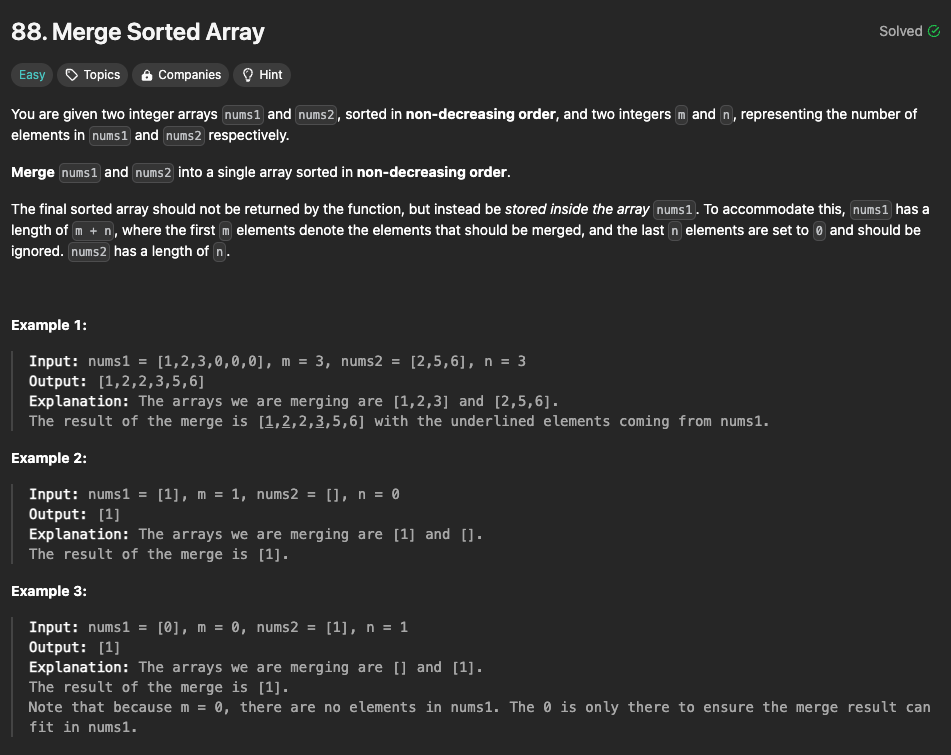 88. Merge Sorted Array
Solved
Easy
Topics
Companies
Hint
You are given two integer arrays nums1 and nums2, sorted in non-decreasing order, and two integers m and n, representing the number of
elements in nums1 and nums2 respectively.
Merge nums1 and nums2 into a single array sorted in non-decreasing order.
The final sorted array should not be returned by the function, but instead be stored inside the array nums1. To accommodate this, nums1 has a
length of m + n, where the first m elements denote the elements that should be merged, and the last n elements are set to 0 and should be
ignored. nums2 has a length of n.
Example 1:
Input: nums1 = [1,2,3,0,0,0], m = 3, nums2 = [2,5,6], n = 3
Output: [1,2,2,3,5,6]
Explanation: The arrays we are merging are [1,2,3] and [2,5,6].
The result of the merge is [1,2,2,3,5,6] with the underlined elements coming from nums1.
Example 2:
Input: nums1 = [1], m = 1, nums2 = [], n = 0
Output: [1]
Explanation: The arrays we are merging are [1] and [].
The result of the merge is [1].
Example 3:
Input: nums1 = [0], m = 0, nums2 = [1], n = 1
Output: [1]
Explanation: The arrays we are merging are [] and [1].
The result of the merge is [1].
Note that because m = 0, there are no elements in nums1. The 0 is only there to ensure the merge result can
fit in nums1.